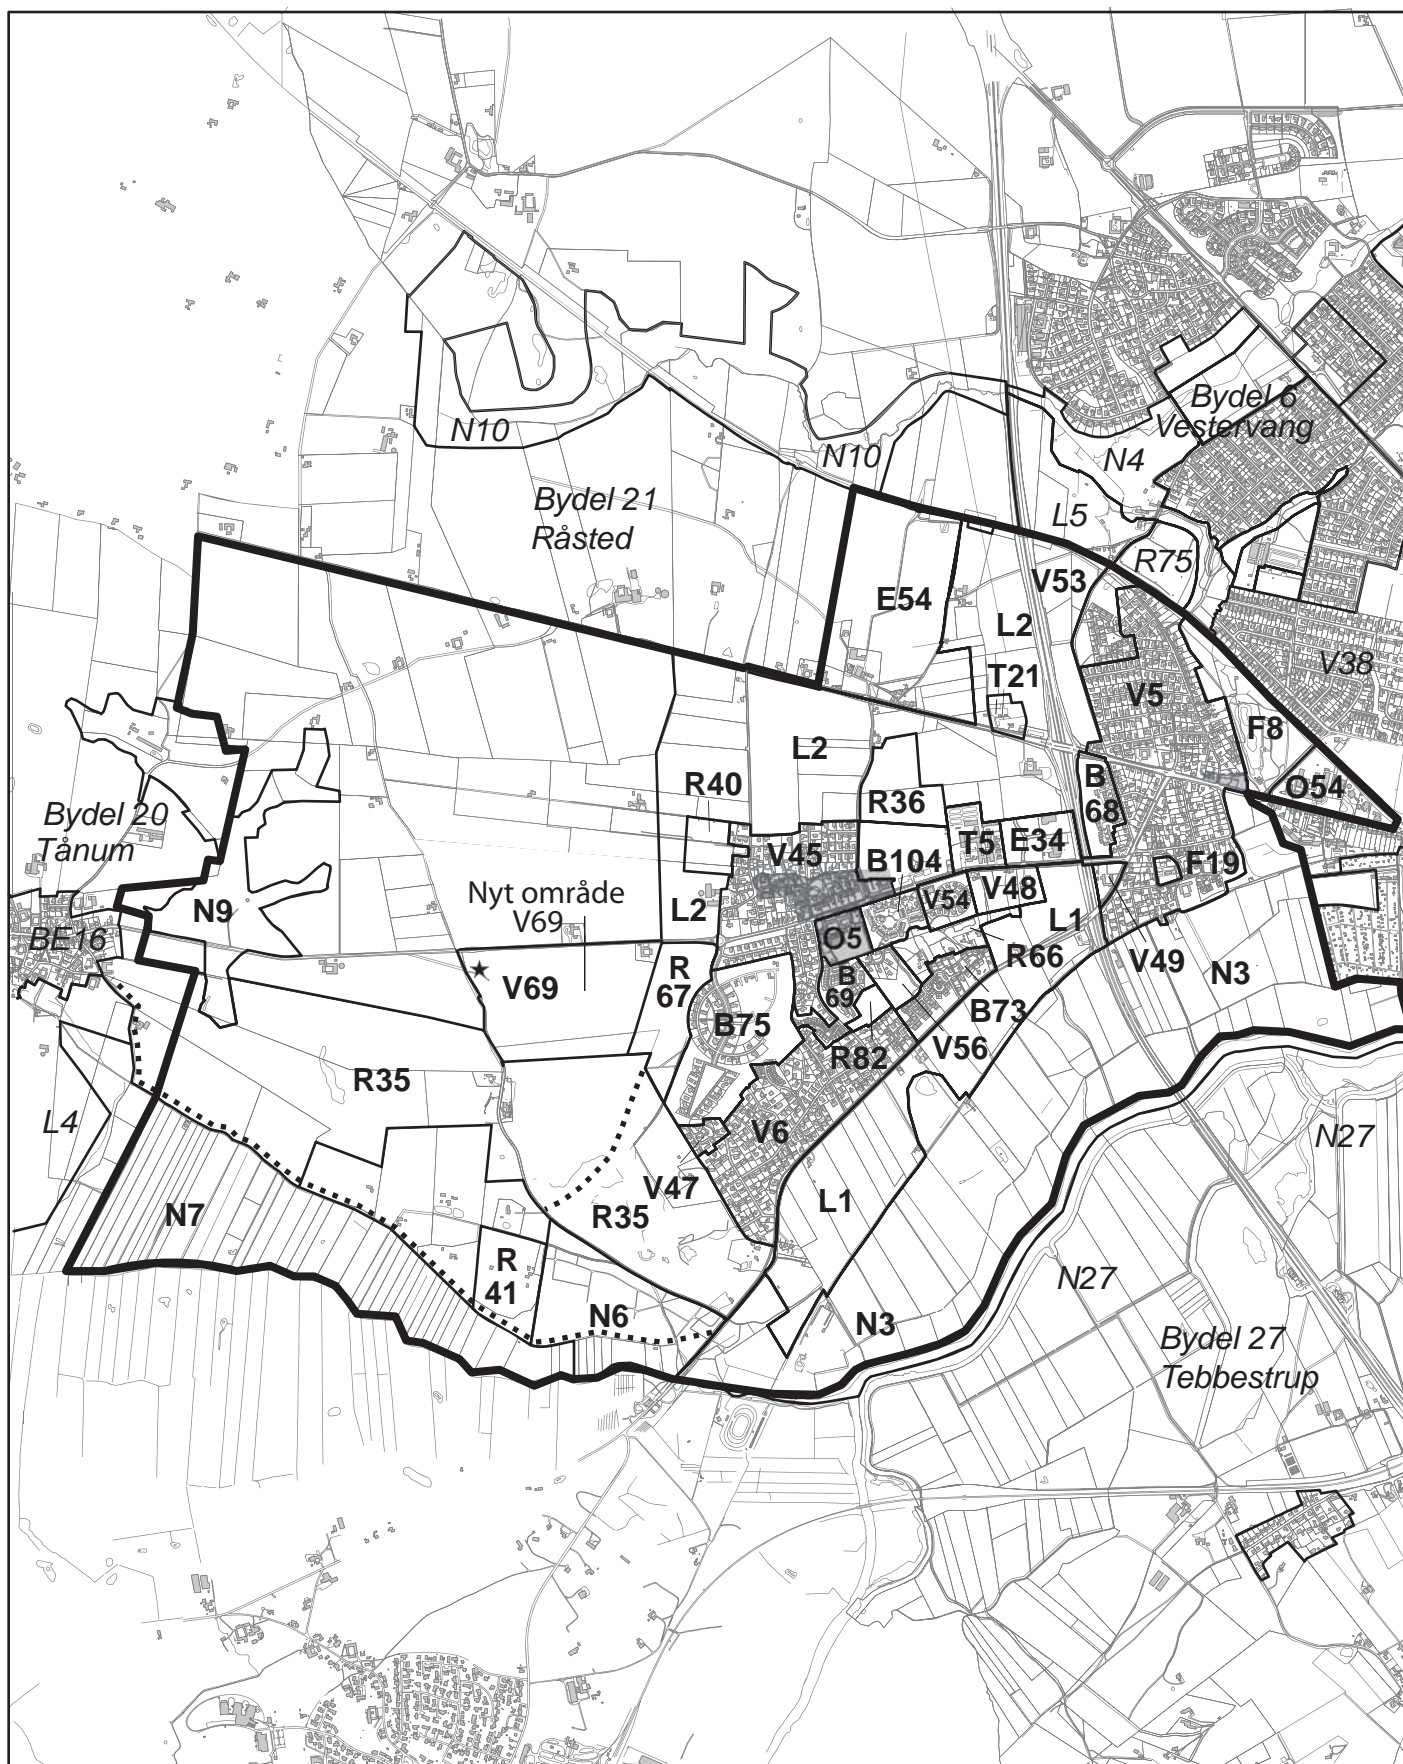 Bydel 6
Vestervang
N10
N10
N4
Bydel 21
Råsted
L5
R75
V53
E54
L2
T21
V38
V5
F8
L2
R40
R36
B
68
O54
Bydel 20
Tånum
V45
B104
T5
E34
F19
Nyt område
V69
N9
L2
V54
V48
L1
BE16
O5
R66
V49
N3
V69
R
67
B
69
B73
B75
R82
V56
R35
L4
V6
N27
N7
V47
R35
L1
R
41
N6
N3
N27
Bydel 27
Tebbestrup